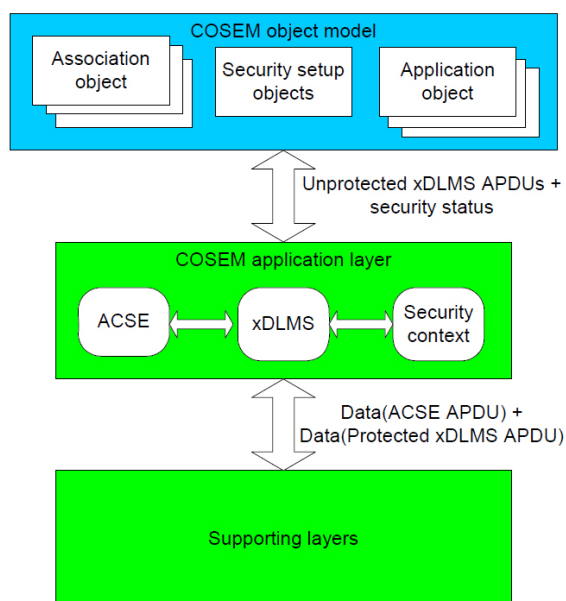 COSEM object model
Association
object
Security setup
objects
Application
object
Unprotected xDLMS APDUs +
security status
COSEM application layer
ACSE
xDLMS
Security
context
Data(ACSE APDU) +
Data(Protected xDLMS APDU)
Supporting layers